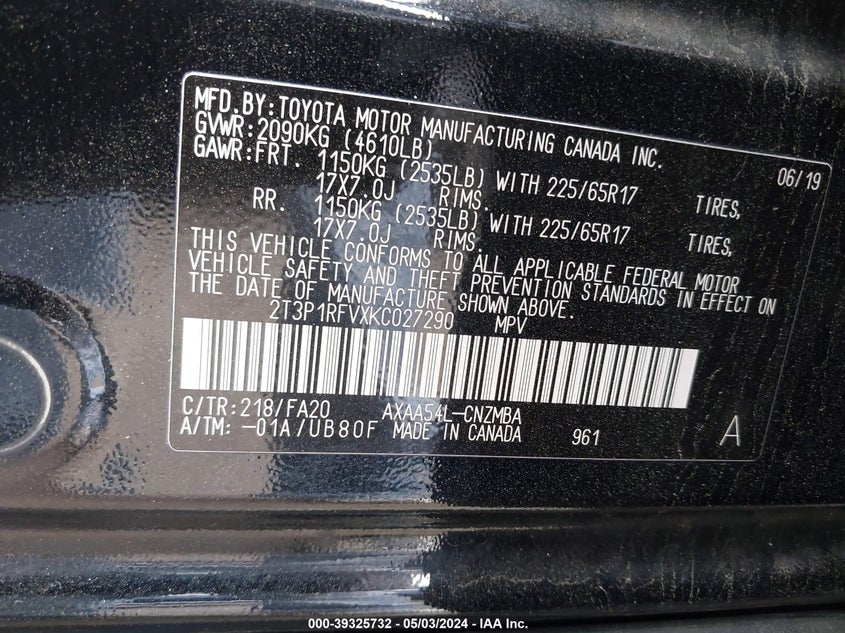 MFD.BY:TOYOTA MOTOR MANUFACTURING CANADA INC.
GVWR:2090KG (4610LB) 06/19
GAWR:FRT. 1150KG (2535LB) WITH 225/65R17 TIRES,
17X7.0J RIMS.
RR. 1150KG (2535LB) WITH 225/65R17 TIRES,
17X7.0J RIMS.
THIS VEHICLE CONFORMS TO ALL APPLICABLE FEDERAL MOTOR
VEHICLE SAFETY AND THEFT PREVENTION STANDARDS IN EFFECT ON
THE DATE OF MANUFACTURE SHOWN ABOVE.
2T3P1RFVXKC027290 MPV
C/TR:218/FA20 AXAA54L-CNZMBA
A/TM:-01A/UB80F MADE IN CANADA 961 A
000-39325732 - 05/03/2024 - IAAI, Inc - COPYRIGHT